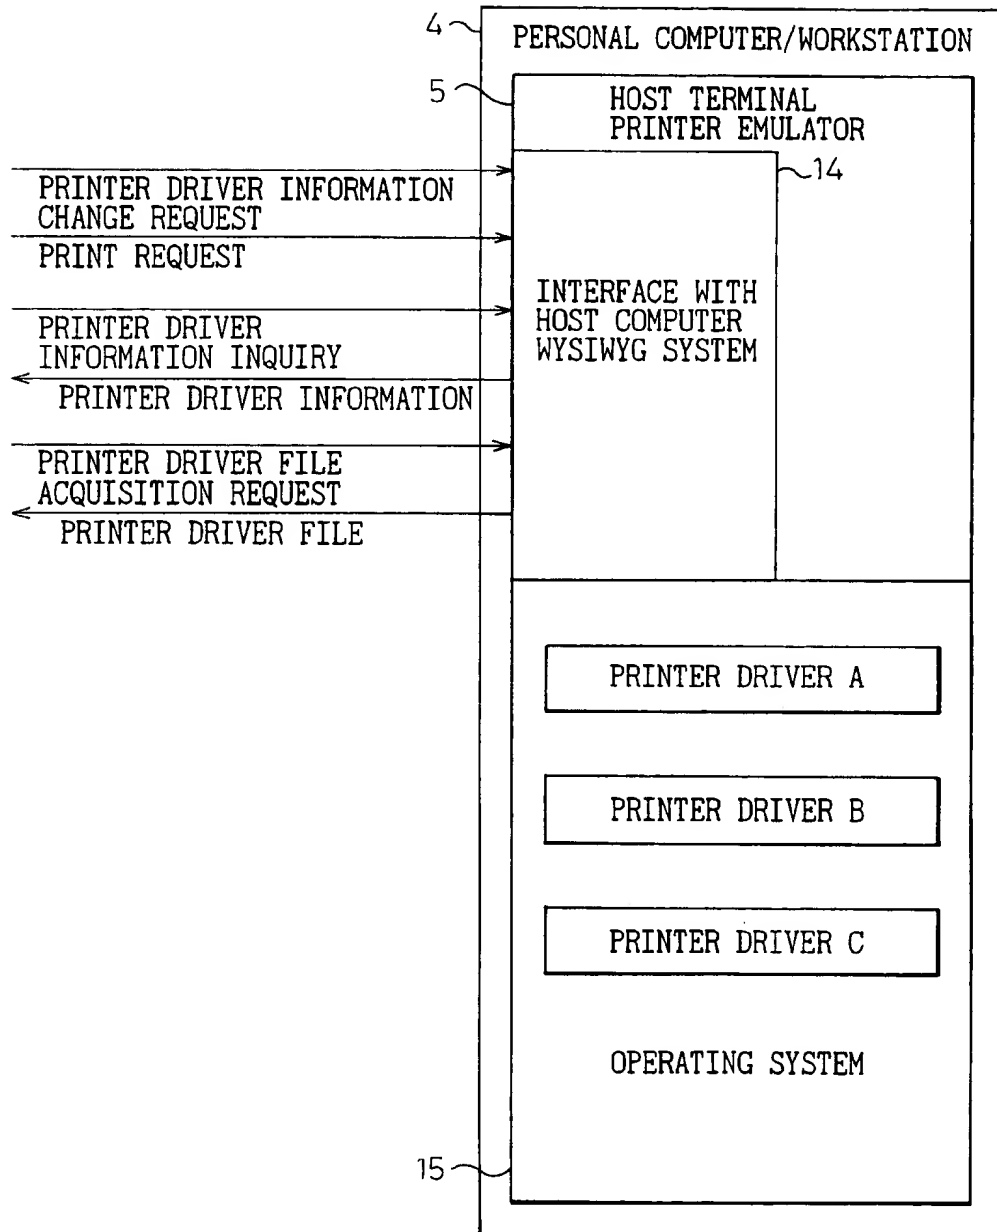 4
PERSONAL COMPUTER/WORKSTATION
5
HOST TERMINAL
PRINTER EMULATOR
14
PRINTER DRIVER INFORMATION
CHANGE REQUEST
PRINT REQUEST
INTERFACE WITH
HOST COMPUTER
WYSIWYG SYSTEM
PRINTER DRIVER
INFORMATION INQUIRY
PRINTER DRIVER INFORMATION
PRINTER DRIVER FILE
ACQUISITION REQUEST
PRINTER DRIVER FILE
PRINTER DRIVER A
PRINTER DRIVER B
PRINTER DRIVER C
OPERATING SYSTEM
15